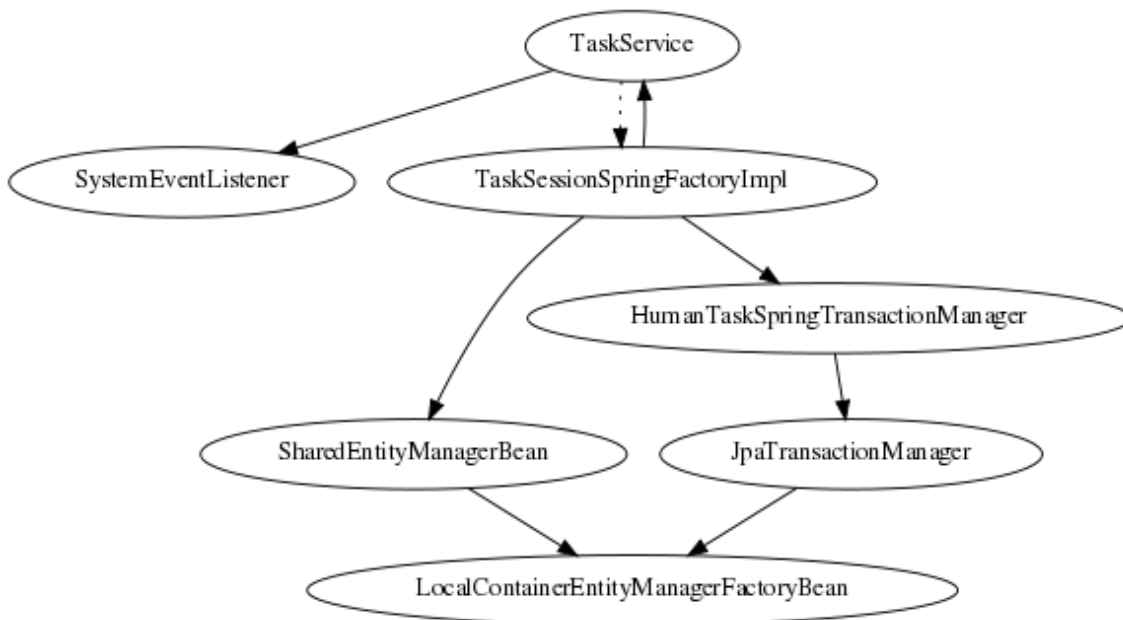 TaskService
SystemEventListener
TaskSessionSpringFactoryImpl
HumanTaskSpringTransactionManager
SharedEntityManagerBean
JpaTransactionManager
LocalContainerEntityManagerFactoryBean